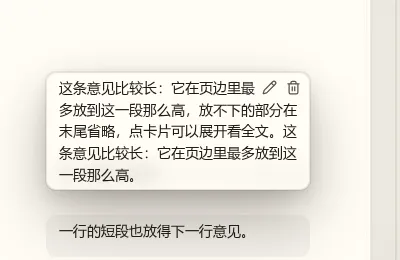 这条意见比较长：它在页边里最
多放到这一段那么高，放不下的部分在
末尾省略，点卡片可以展开看全文。这
条意见比较长：它在页边里最多放到这
一段那么高。
一行的短段也放得下一行意见。